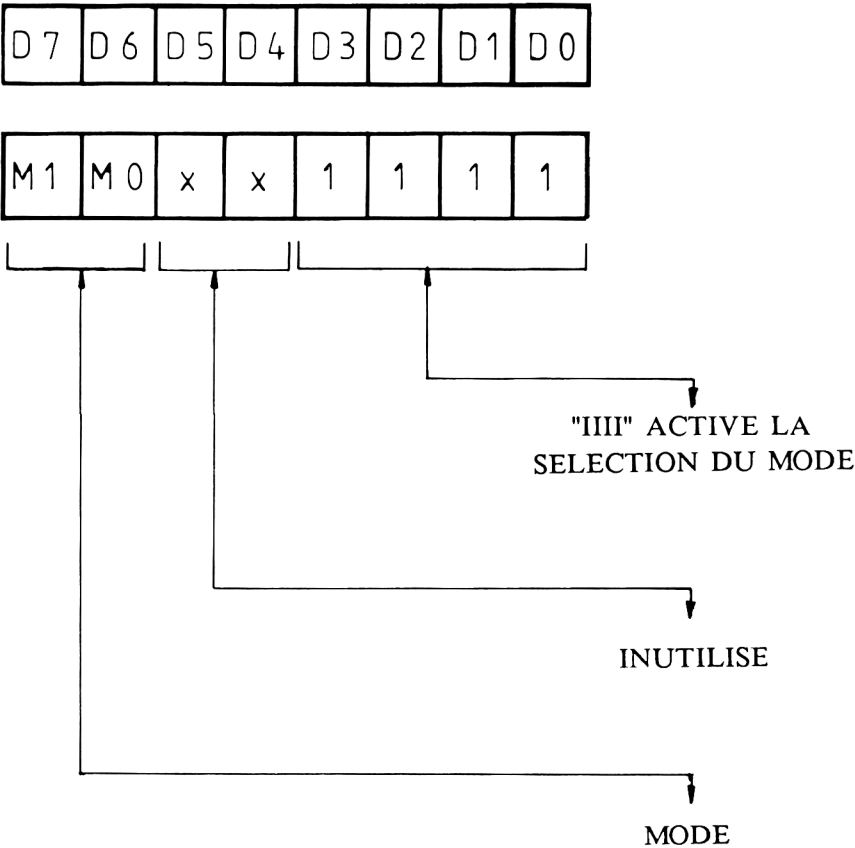 D7 D6 D5 D4 D3 D2 D1 D0
M1 M0 x x 1 1 1 1
"IIII" ACTIVE LA
SELECTION DU MODE
INUTILISE
MODE